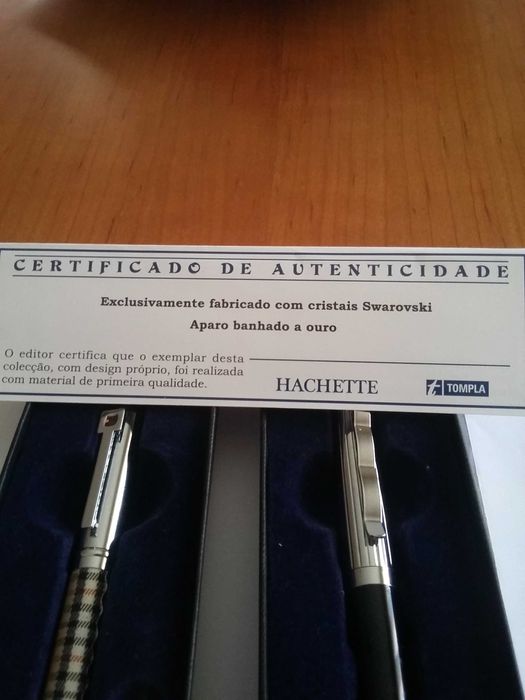 CERTIFICADO DE AUTENTICIDADE
Exclusivamente fabricado com cristais Swarovski
Aparo banhado a ouro
O editor certifica que o exemplar desta
colecção, com design próprio, foi realizada
com material de primeira qualidade.
HACHETTE
t TOMPLA